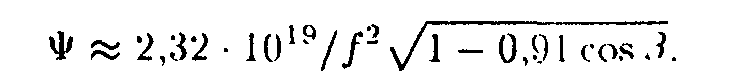 Ψ ≈ 2,32 · 10¹⁹/f² √(1 − 0,91 cos β).